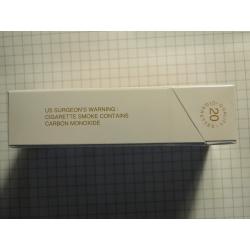 US SURGEON'S WARNING :
CIGARETTE SMOKE CONTAINS
CARBON MONOXIDE
20